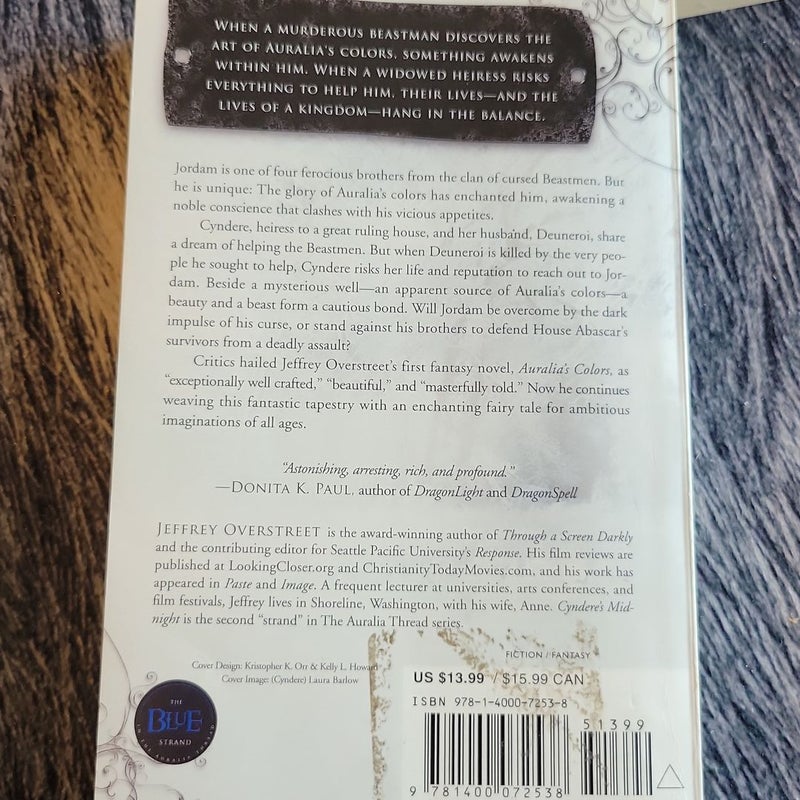 WHEN A MURDEROUS BEASTMAN DISCOVERS THE
ART OF AURALIA'S COLORS, SOMETHING AWAKENS
WITHIN HIM. WHEN A WIDOWED HEIRESS RISKS
EVERYTHING TO HELP HIM, THEIR LIVES—AND THE
LIVES OF A KINGDOM—HANG IN THE BALANCE.
Jordam is one of four ferocious brothers from the clan of cursed Beastmen. But
he is unique: The glory of Auralia's colors has enchanted him, awakening a
noble conscience that clashes with his vicious appetites.
Cyndere, heiress to a great ruling house, and her husband, Deuneroi, share
a dream of helping the Beastmen. But when Deuneroi is killed by the very peo-
ple he sought to help, Cyndere risks her life and reputation to reach out to Jor-
dam. Beside a mysterious well—an apparent source of Auralia's colors—a
beauty and a beast form a cautious bond. Will Jordam be overcome by the dark
impulse of his curse, or stand against his brothers to defend House Abascar's
survivors from a deadly assault?
Critics hailed Jeffrey Overstreet's first fantasy novel, Auralia's Colors, as
"exceptionally well crafted," "beautiful," and "masterfully told." Now he continues
weaving this fantastic tapestry with an enchanting fairy tale for ambitious
imaginations of all ages.
"Astonishing, arresting, rich, and profound."
—DONITA K. PAUL, author of DragonLight and DragonSpell
JEFFREY OVERSTREET is the award-winning author of Through a Screen Darkly
and the contributing editor for Seattle Pacific University's Response. His film reviews are
published at LookingCloser.org and ChristianityTodayMovies.com, and his work has
appeared in Paste and Image. A frequent lecturer at universities, arts conferences, and
film festivals, Jeffrey lives in Shoreline, Washington, with his wife, Anne. Cyndere's Mid-
night is the second "strand" in The Auralia Thread series.
FICTION / FANTASY
Cover Design: Kristopher K. Orr & Kelly L. Howard
Cover Image: (Cyndere) Laura Barlow
US $13.99 / $15.99 CAN
ISBN 978-1-4000-7253-8
51399
9 781400 072538
THE
BLUE
STRAND
IN THE AURALIA THREAD